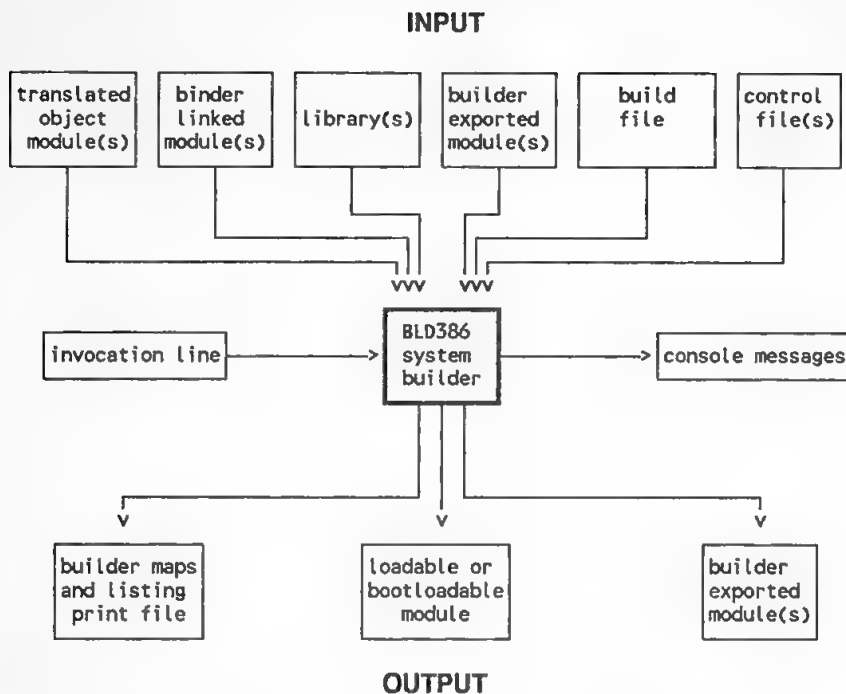 INPUT
translated
object
module(s)
binder
linked
module(s)
library(s)
builder
exported
module(s)
build
file
control
file(s)
invocation line
BLD386
system
builder
console messages
builder maps
and listing
print file
loadable or
bootloadable
module
builder
exported
module(s)
OUTPUT